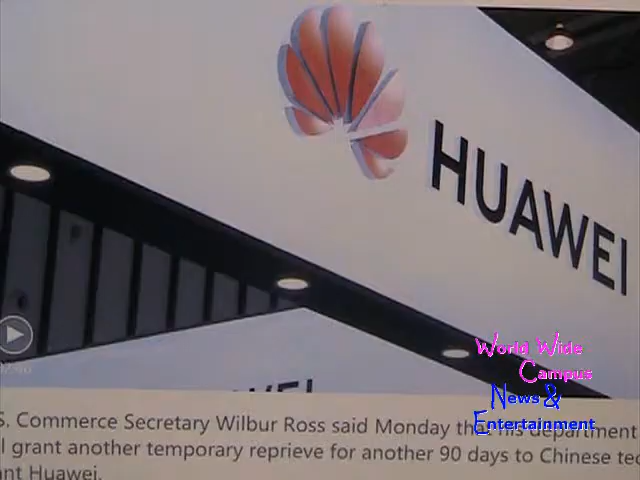 HUAWEI
World Wide
Campus
News &
Entertainment
S. Commerce Secretary Wilbur Ross said Monday that his department
l grant another temporary reprieve for another 90 days to Chinese tec
ant Huawei.